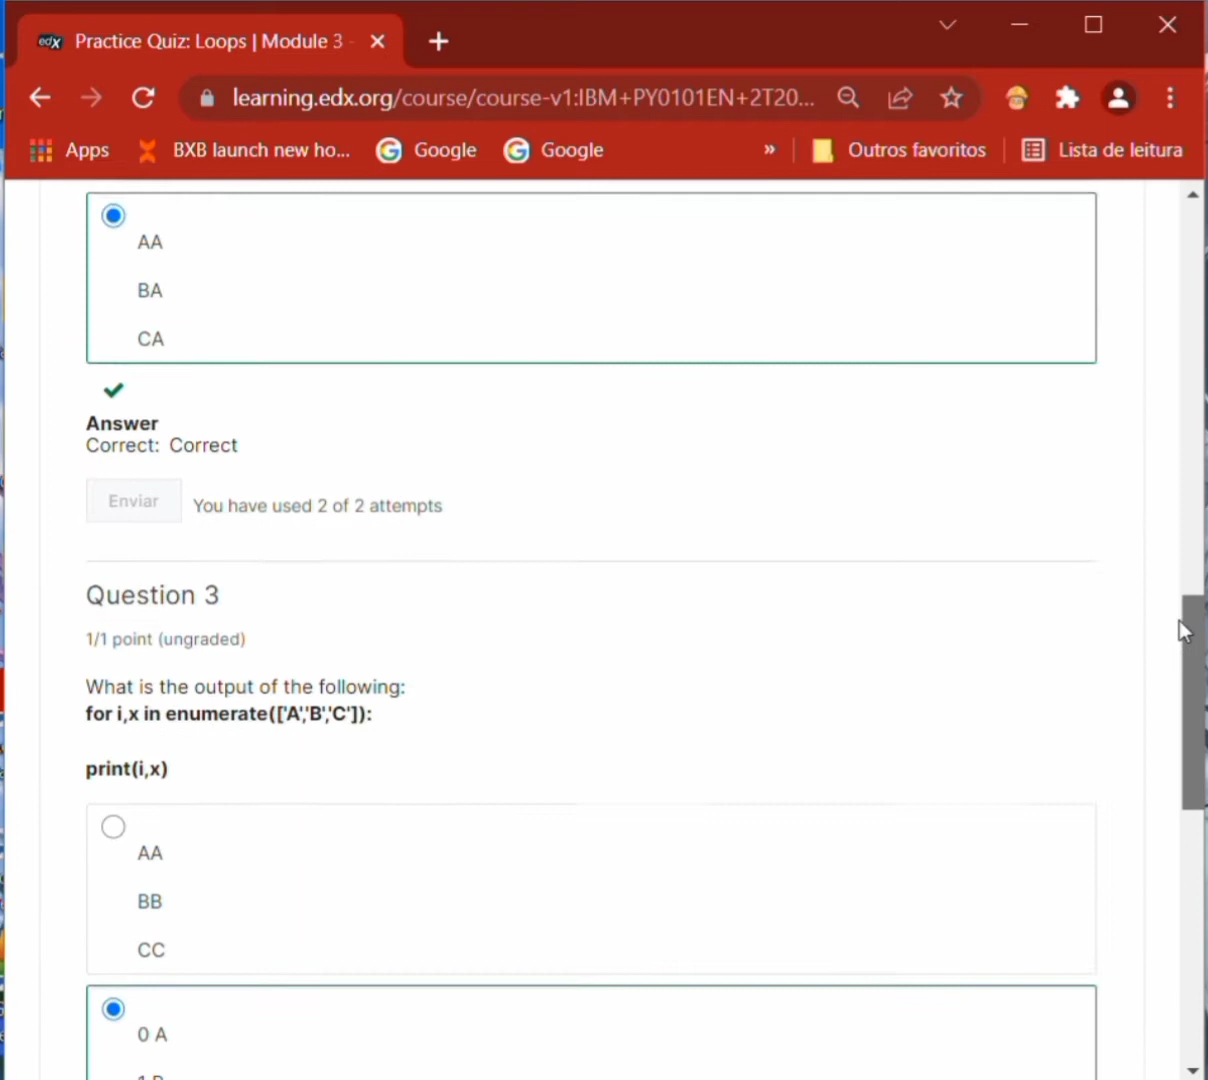 edX Practice Quiz: Loops | Module 3
learning.edx.org/course/course-v1:IBM+PY0101EN+2T20...
Apps BXB launch new ho... Google Google » Outros favoritos Lista de leitura
AA
BA
CA
Answer
Correct: Correct
Enviar You have used 2 of 2 attempts
Question 3
1/1 point (ungraded)
What is the output of the following:
for i,x in enumerate(['A','B','C']):
print(i,x)
AA
BB
CC
0 A